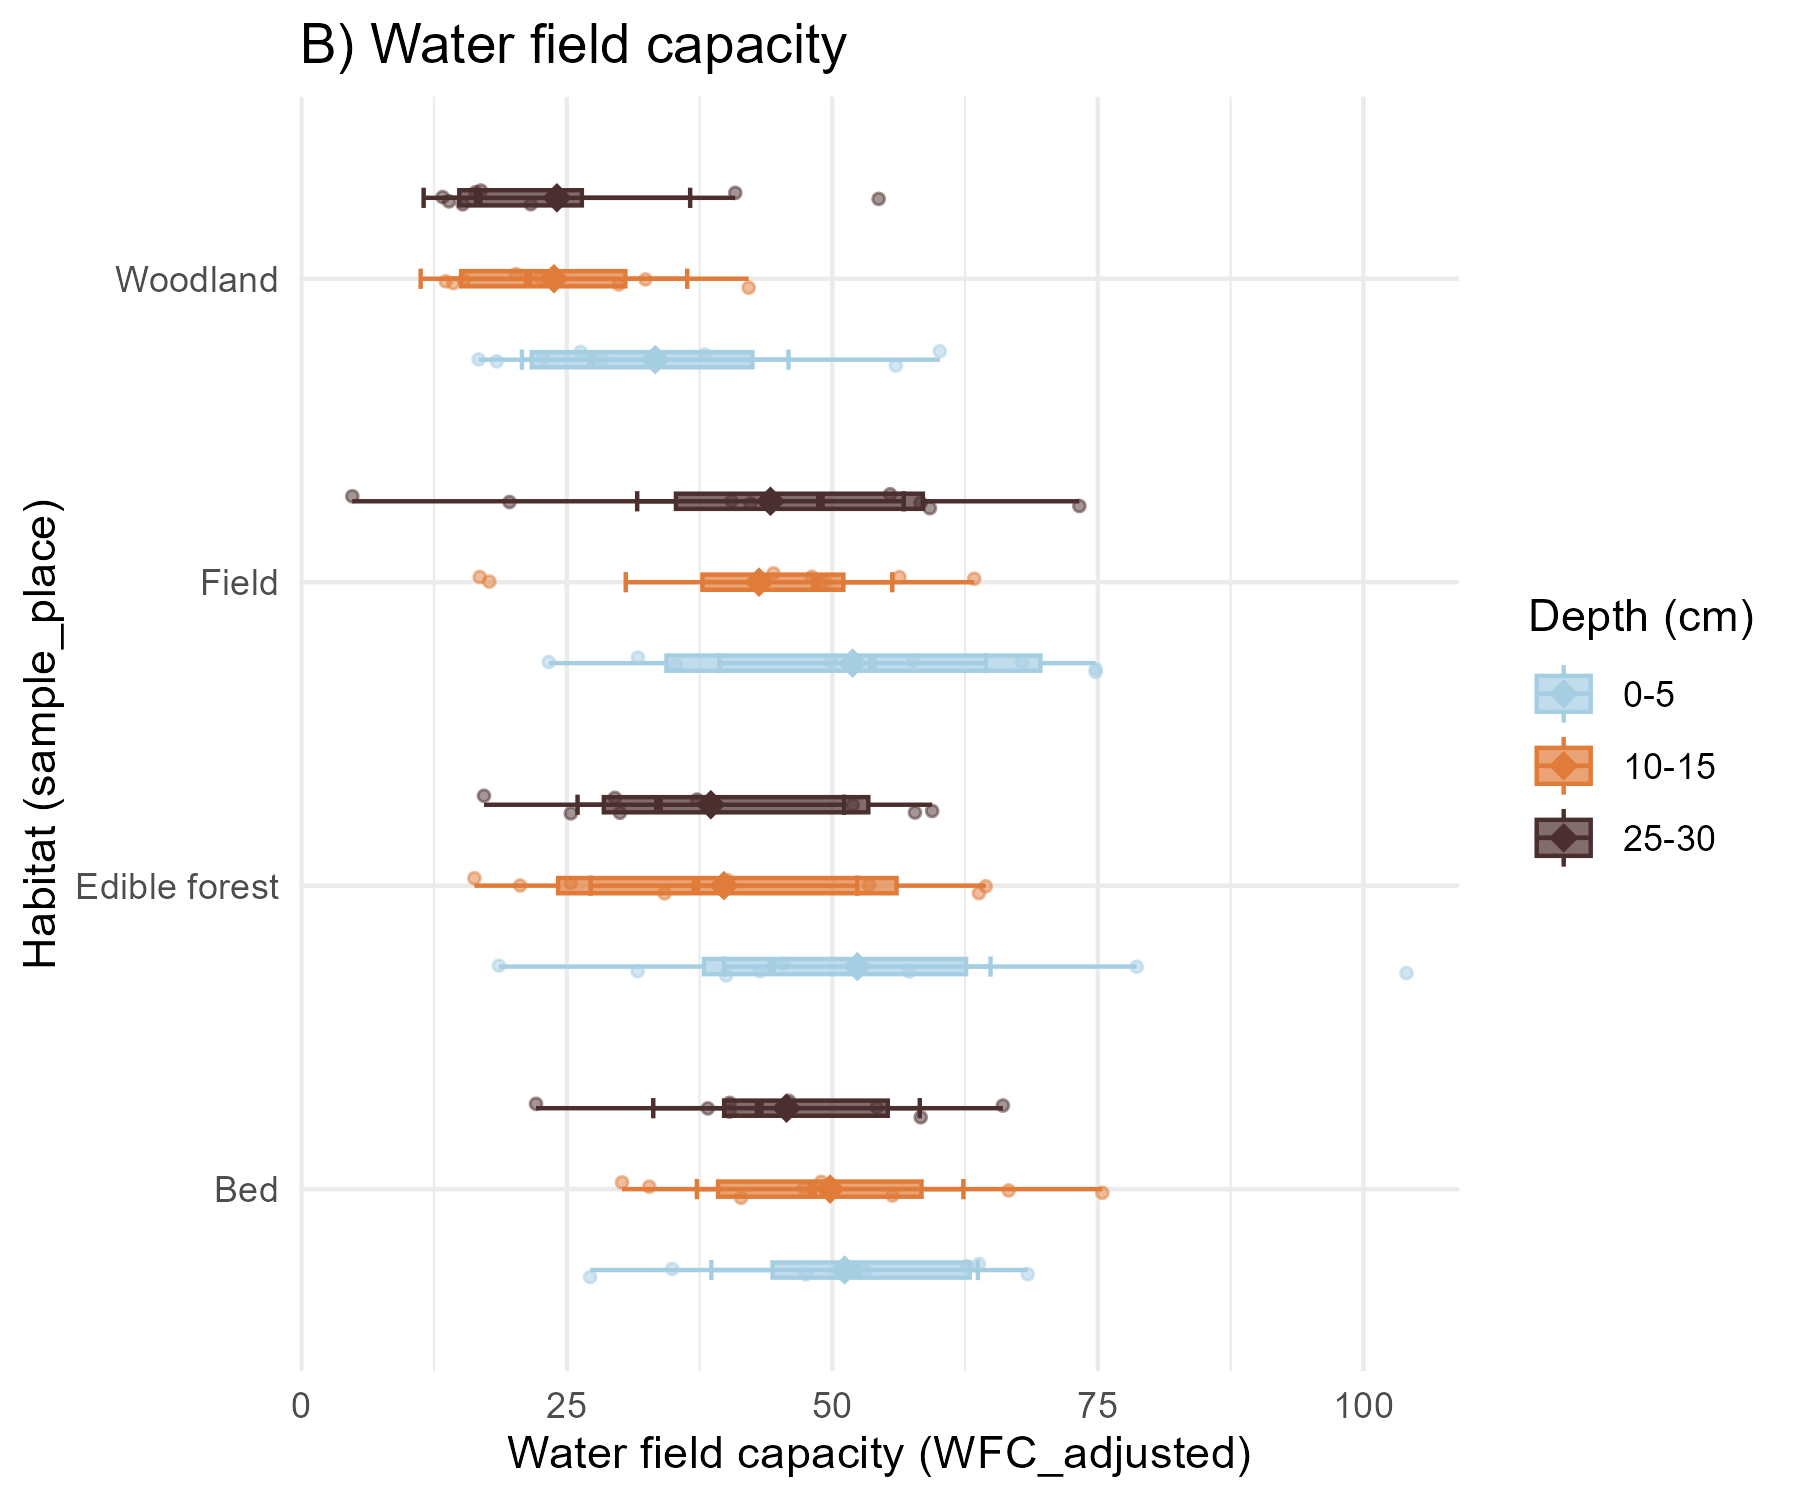 B) Water field capacity
Habitat (sample_place)
Woodland
Field
Edible forest
Bed
0
25
50
75
100
Water field capacity (WFC_adjusted)
Depth (cm)
0-5
10-15
25-30